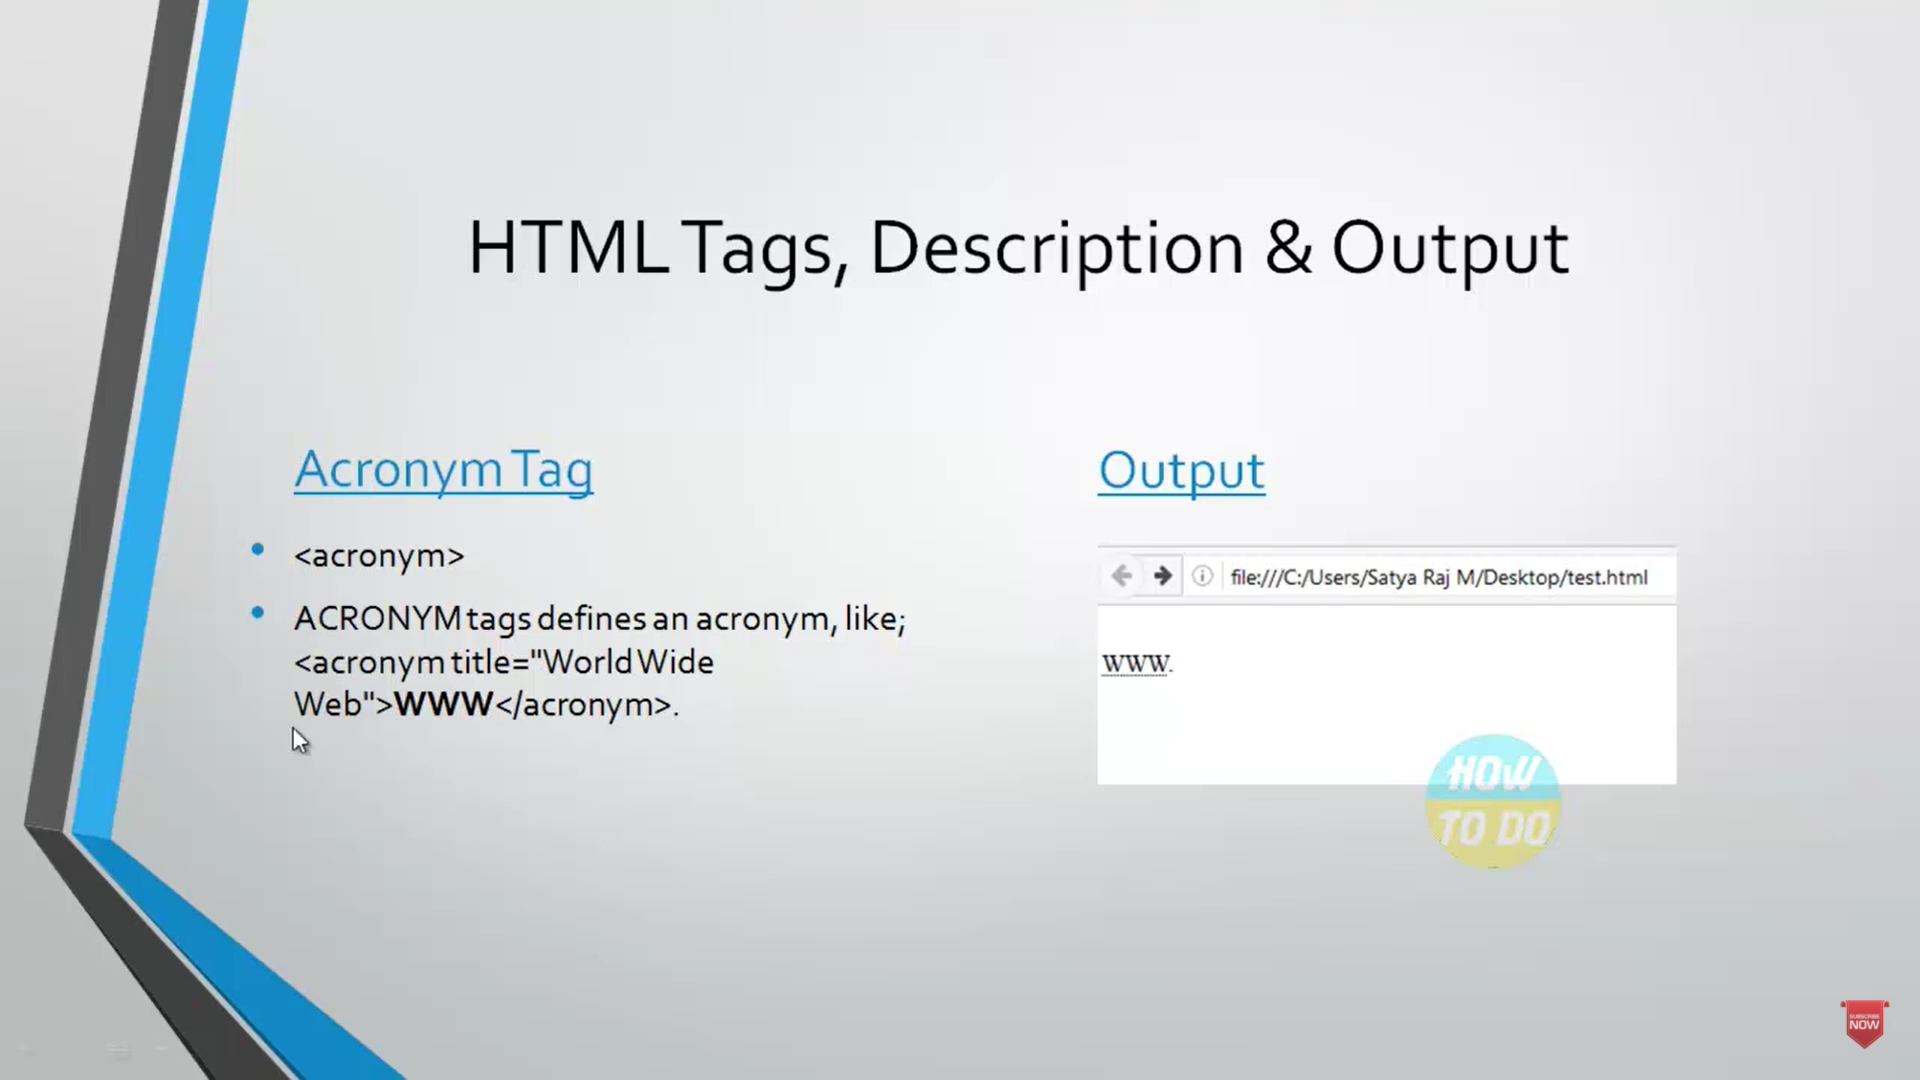 HTML Tags, Description & Output
Acronym Tag
<acronym>
ACRONYM tags defines an acronym, like;
<acronym title="World Wide
Web">WWW</acronym>.
Output
file:///C:/Users/Satya Raj M/Desktop/test.html
WWW.
HOW
TO DO
SUBSCRIBE
NOW